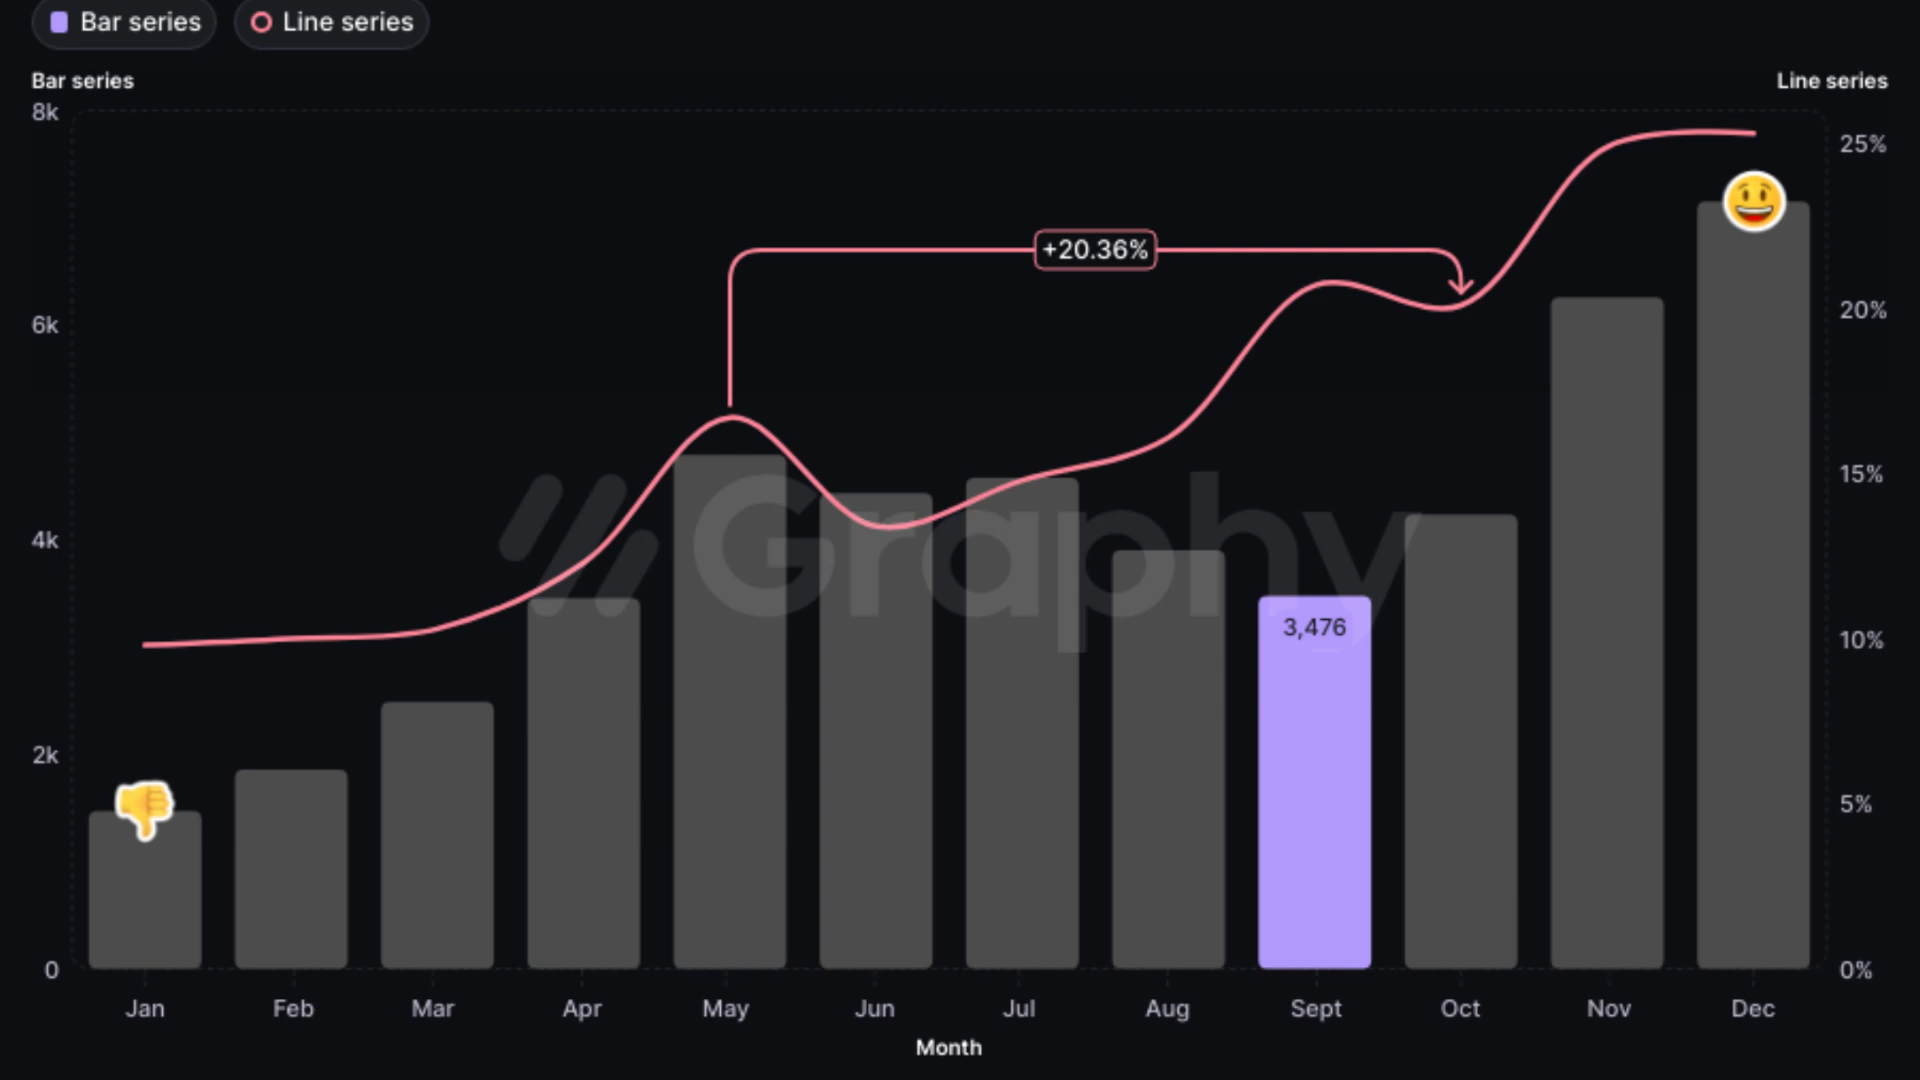 Bar series
Line series
Bar series
Line series
8k
6k
4k
2k
0
25%
20%
15%
10%
5%
0%
+20.36%
Graphy
3,476
Jan Feb Mar Apr May Jun Jul Aug Sept Oct Nov Dec
Month